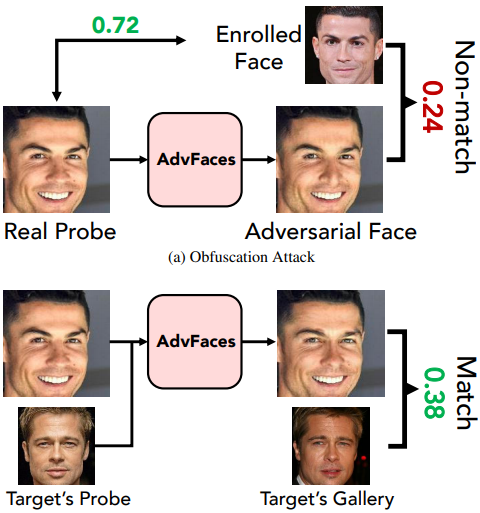 0.72
Enrolled
Face
Non-match
0.24
AdvFaces
Real Probe
Adversarial Face
(a) Obfuscation Attack
AdvFaces
Match
0.38
Target's Probe
Target's Gallery